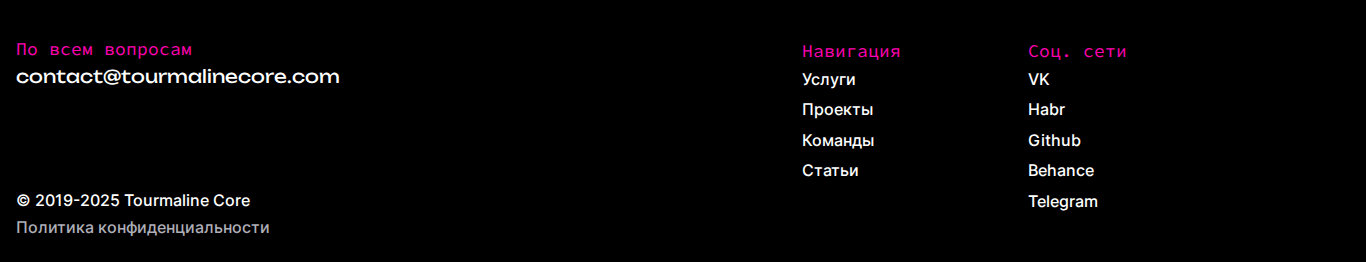 По всем вопросам
contact@tourmalinecore.com
© 2019-2025 Tourmaline Core
Политика конфиденциальности
Навигация
Услуги
Проекты
Команды
Статьи
Соц. сети
VK
Habr
Github
Behance
Telegram